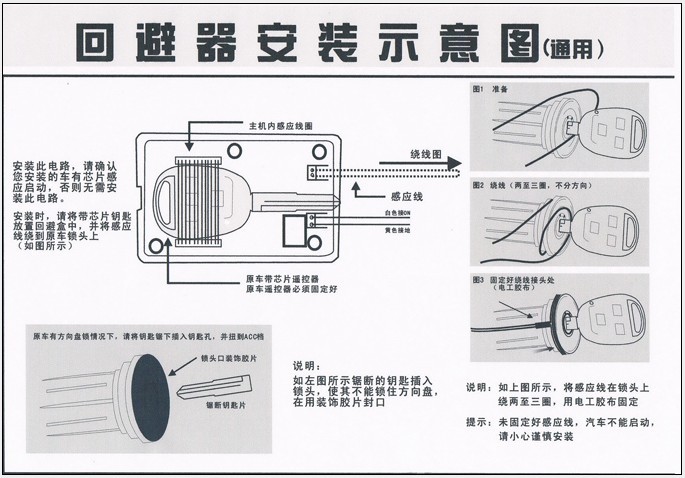 回避器安装示意图(通用)
安装此电路，请确认
您安装的车有芯片感
应启动，否则无需安
装此电路。
安装时，请将带芯片钥匙
放置回避盒中，并将感应
线绕到原车锁头上
（如图所示）
主机内感应线圈
绕线图
感应线
白色接ON
黄色接地
原车带芯片遥控器
原车遥控器必须固定好
图1 准备
图2 绕线（两至三圈，不分方向）
图3 固定好绕线接头处
（电工胶布）
原车有方向盘锁情况下，请将钥匙锯下插入钥匙孔，并扭到ACC档
锁头口装饰胶片
锯断钥匙片
说明：
如左图所示锯断的钥匙插入
锁头，使其不能锁住方向盘，
在用装饰胶片封口
说明：如上图所示，将感应线在锁头上
绕两至三圈，用电工胶布固定
提示：未固定好感应线，汽车不能启动，
请小心谨慎安装